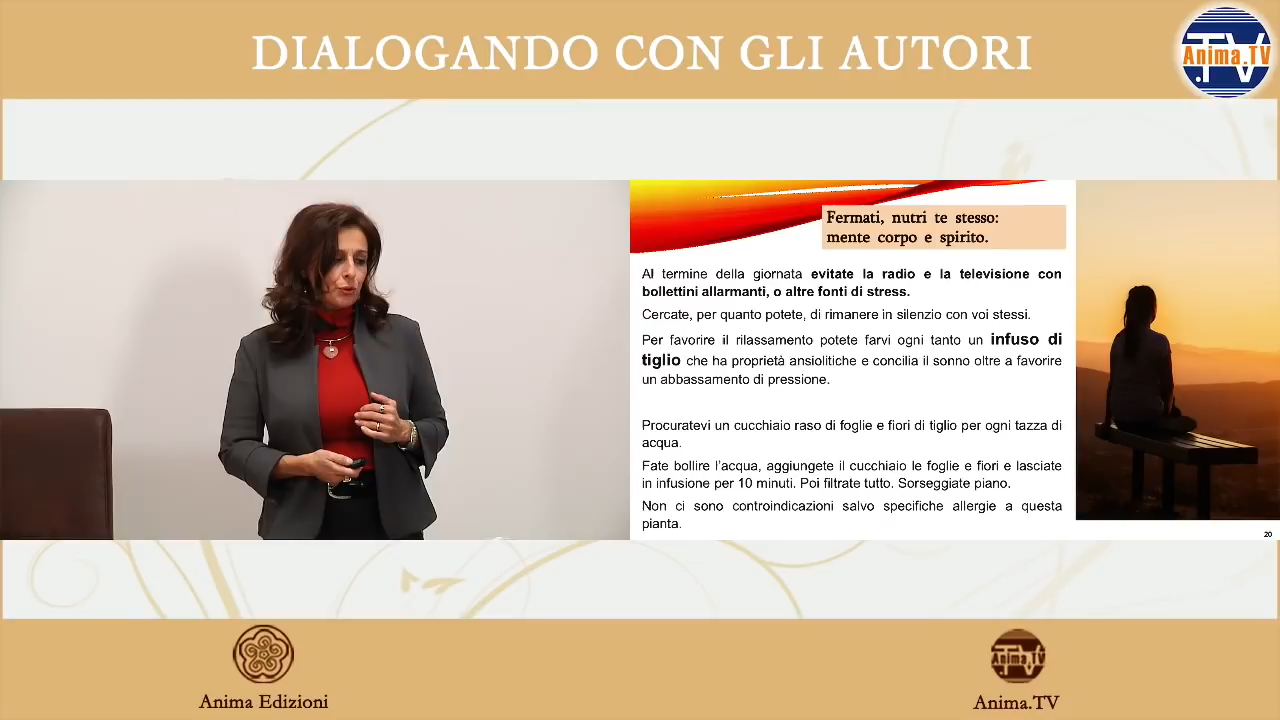 DIALOGANDO CON GLI AUTORI
Anima.TV
Fermati, nutri te stesso:
mente corpo e spirito.
Al termine della giornata evitate la radio e la televisione con
bollettini allarmanti, o altre fonti di stress.
Cercate, per quanto potete, di rimanere in silenzio con voi stessi.
Per favorire il rilassamento potete farvi ogni tanto un infuso di
tiglio che ha proprietà ansiolitiche e concilia il sonno oltre a favorire
un abbassamento di pressione.
Procuratevi un cucchiaio raso di foglie e fiori di tiglio per ogni tazza di
acqua.
Fate bollire l'acqua, aggiungete il cucchiaio le foglie e fiori e lasciate
in infusione per 10 minuti. Poi filtrate tutto. Sorseggiate piano.
Non ci sono controindicazioni salvo specifiche allergie a questa
pianta.
20
Anima.TV
Anima Edizioni
Anima.TV